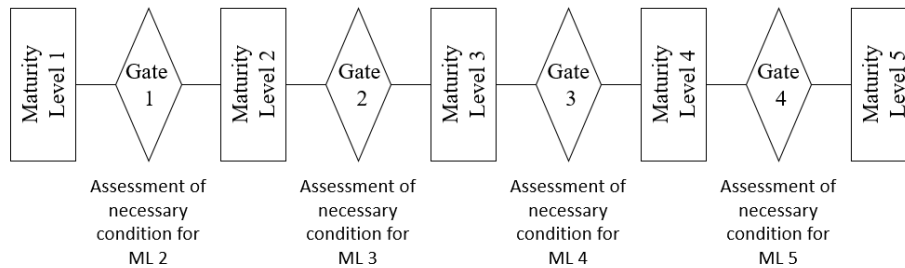 Maturity
Level 1
Gate
1
Maturity
Level 2
Gate
2
Maturity
Level 3
Gate
3
Maturity
Level 4
Gate
4
Maturity
Level 5
Assessment of
necessary
condition for
ML 2
Assessment of
necessary
condition for
ML 3
Assessment of
necessary
condition for
ML 4
Assessment of
necessary
condition for
ML 5